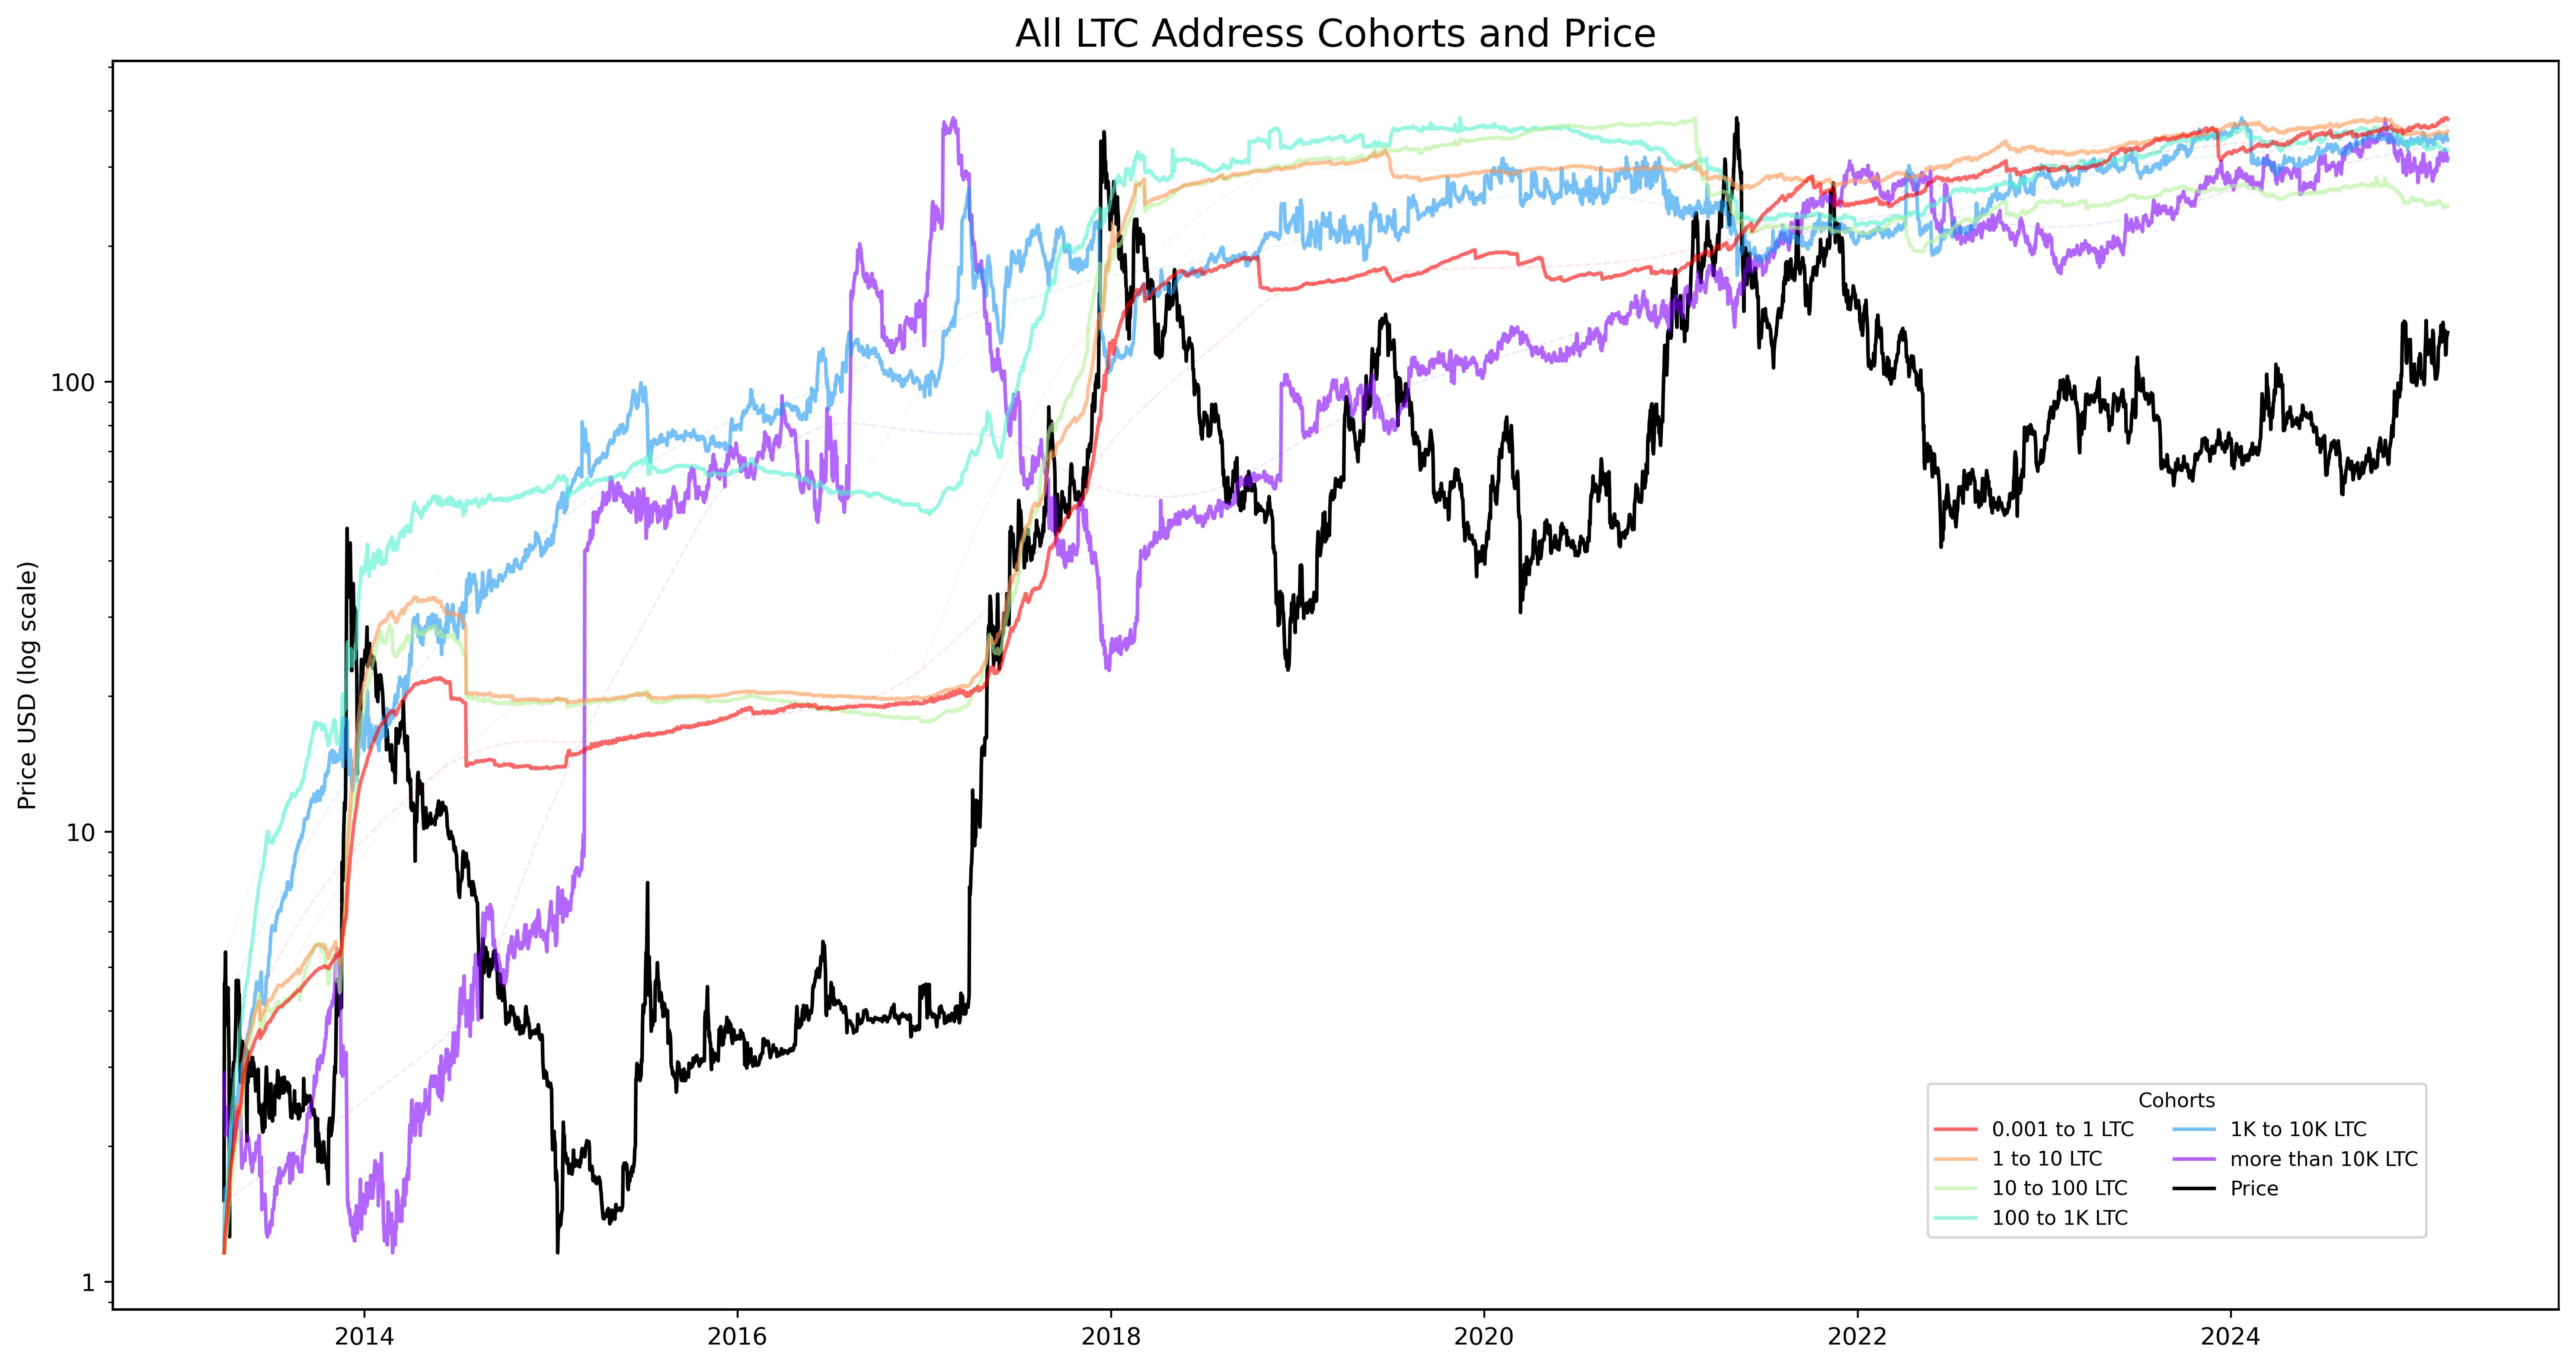 All LTC Address Cohorts and Price
Price USD (log scale)
100
10
1
2014
2016
2018
2020
2022
2024
Cohorts
0.001 to 1 LTC
1 to 10 LTC
10 to 100 LTC
100 to 1K LTC
1K to 10K LTC
more than 10K LTC
Price